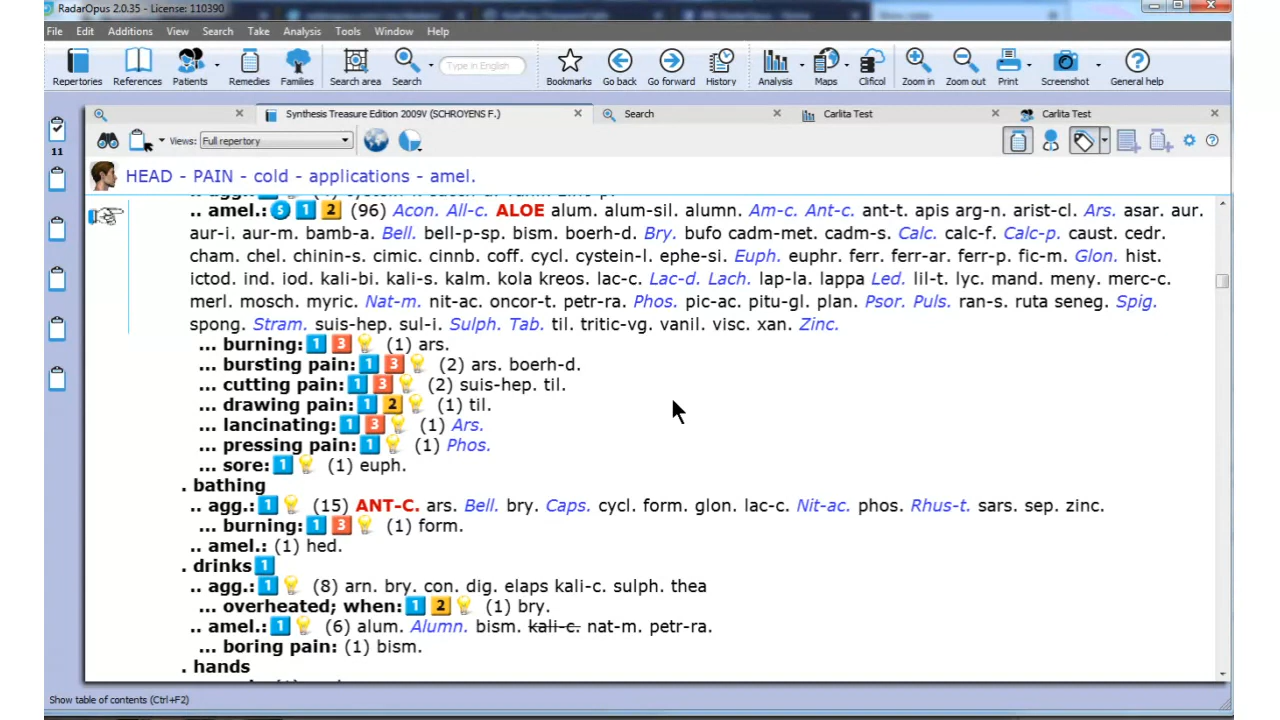 RadarOpus 2.0.35 - License: 110390
File Edit Additions View Search Take Analysis Tools Window Help
Type in English
Repertories References Patients Remedies Families Search area Search Bookmarks Go back Go forward History Analysis Maps Clificol Zoom in Zoom out Print Screenshot General help
Synthesis Treasure Edition 2009V (SCHROYENS F.) Search Carlita Test Carlita Test
Views: Full repertory
11
HEAD - PAIN - cold - applications - amel.
.. amel.: 5 1 2 (96) Acon. All-c. ALOE alum. alum-sil. alumn. Am-c. Ant-c. ant-t. apis arg-n. arist-cl. Ars. asar. aur.
aur-i. aur-m. bamb-a. Bell. bell-p-sp. bism. boerh-d. Bry. bufo cadm-met. cadm-s. Calc. calc-f. Calc-p. caust. cedr.
cham. chel. chinin-s. cimic. cinnb. coff. cycl. cystein-l. ephe-si. Euph. euphr. ferr. ferr-ar. ferr-p. fic-m. Glon. hist.
ictod. ind. iod. kali-bi. kali-s. kalm. kola kreos. lac-c. Lac-d. Lach. lap-la. lappa Led. lil-t. lyc. mand. meny. merc-c.
merl. mosch. myric. Nat-m. nit-ac. oncor-t. petr-ra. Phos. pic-ac. pitu-gl. plan. Psor. Puls. ran-s. ruta seneg. Spig.
spong. Stram. suis-hep. sul-i. Sulph. Tab. til. tritic-vg. vanil. visc. xan. Zinc.
... burning: 1 3 (1) ars.
... bursting pain: 1 3 (2) ars. boerh-d.
... cutting pain: 1 3 (2) suis-hep. til.
... drawing pain: 1 2 (1) til.
... lancinating: 1 3 (1) Ars.
... pressing pain: 1 (1) Phos.
... sore: 1 (1) euph.
. bathing
.. agg.: 1 (15) ANT-C. ars. Bell. bry. Caps. cycl. form. glon. lac-c. Nit-ac. phos. Rhus-t. sars. sep. zinc.
... burning: 1 3 (1) form.
.. amel.: (1) hed.
. drinks 1
.. agg.: 1 (8) arn. bry. con. dig. elaps kali-c. sulph. thea
... overheated; when: 1 2 (1) bry.
.. amel.: 1 (6) alum. Alumn. bism. kali-c. nat-m. petr-ra.
... boring pain: (1) bism.
. hands
Show table of contents (Ctrl+F2)